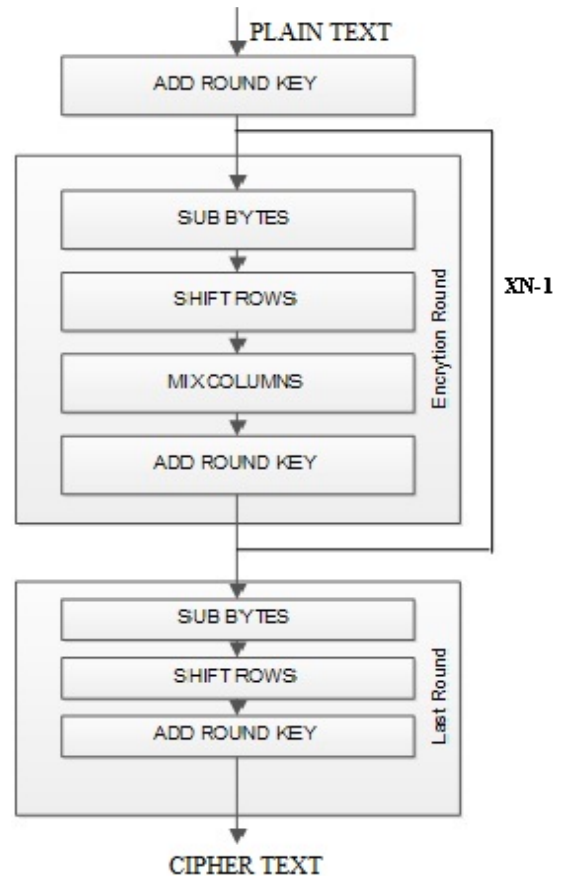 PLAIN TEXT
ADD ROUND KEY
SUB BYTES
SHIFT ROWS
MIX COLUMNS
ADD ROUND KEY
Encrytion Round
XN-1
SUB BYTES
SHIFT ROWS
ADD ROUND KEY
Last Round
CIPHER TEXT